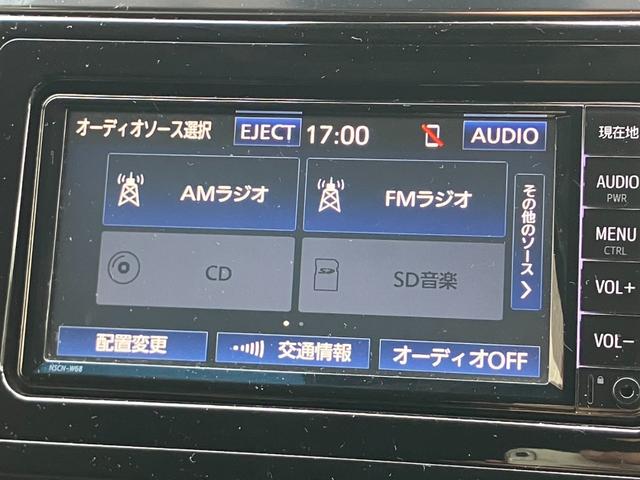 オーディオソース選択 EJECT 17:00 AUDIO
AMラジオ FMラジオ
CD SD音楽
その他のソース
配置変更 交通情報 オーディオOFF
NSCN-W68
現在地
AUDIO
PWR
MENU
CTRL
VOL+
VOL-